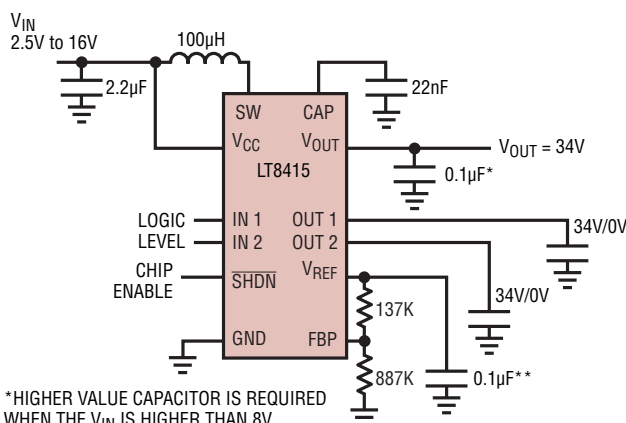 VIN
2.5V to 16V
100µH
2.2µF
22nF
SW
CAP
VCC
VOUT
LT8415
VOUT = 34V
0.1µF*
LOGIC
LEVEL
IN 1
IN 2
OUT 1
OUT 2
34V/0V
CHIP
ENABLE
SHDN
VREF
137K
34V/0V
GND
FBP
887K
0.1µF**
*HIGHER VALUE CAPACITOR IS REQUIRED
WHEN THE VIN IS HIGHER THAN 8V